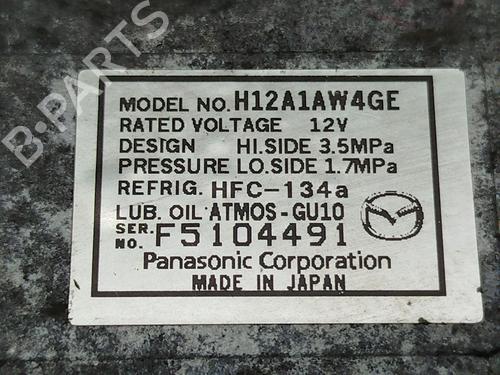 B-PARTS
MODEL NO. H12A1AW4GE
RATED VOLTAGE 12V
DESIGN HI.SIDE 3.5MPa
PRESSURE LO.SIDE 1.7MPa
REFRIG. HFC-134a
LUB. OIL ATMOS-GU10
SER. NO. F5104491
Panasonic Corporation
MADE IN JAPAN